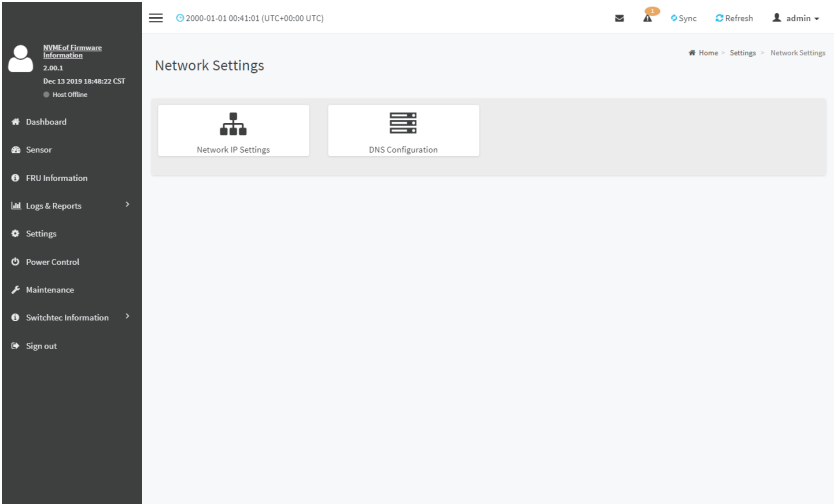 NVMEof Firmware
Information
2.00.1
Dec 13 2019 18:48:22 CST
Host Offline
Dashboard
Sensor
FRU Information
Logs & Reports >
Settings
Power Control
Maintenance
Switchtec Information >
Sign out
2000-01-01 00:41:01 (UTC+00:00 UTC)
1
Sync
Refresh
admin
Network Settings
Home > Settings > Network Settings
Network IP Settings
DNS Configuration